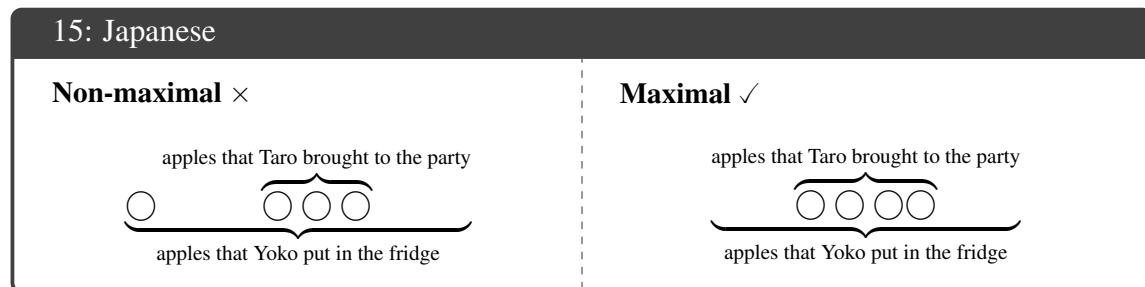 15: Japanese
Non-maximal ×
apples that Taro brought to the party
apples that Yoko put in the fridge
Maximal ✓
apples that Taro brought to the party
apples that Yoko put in the fridge